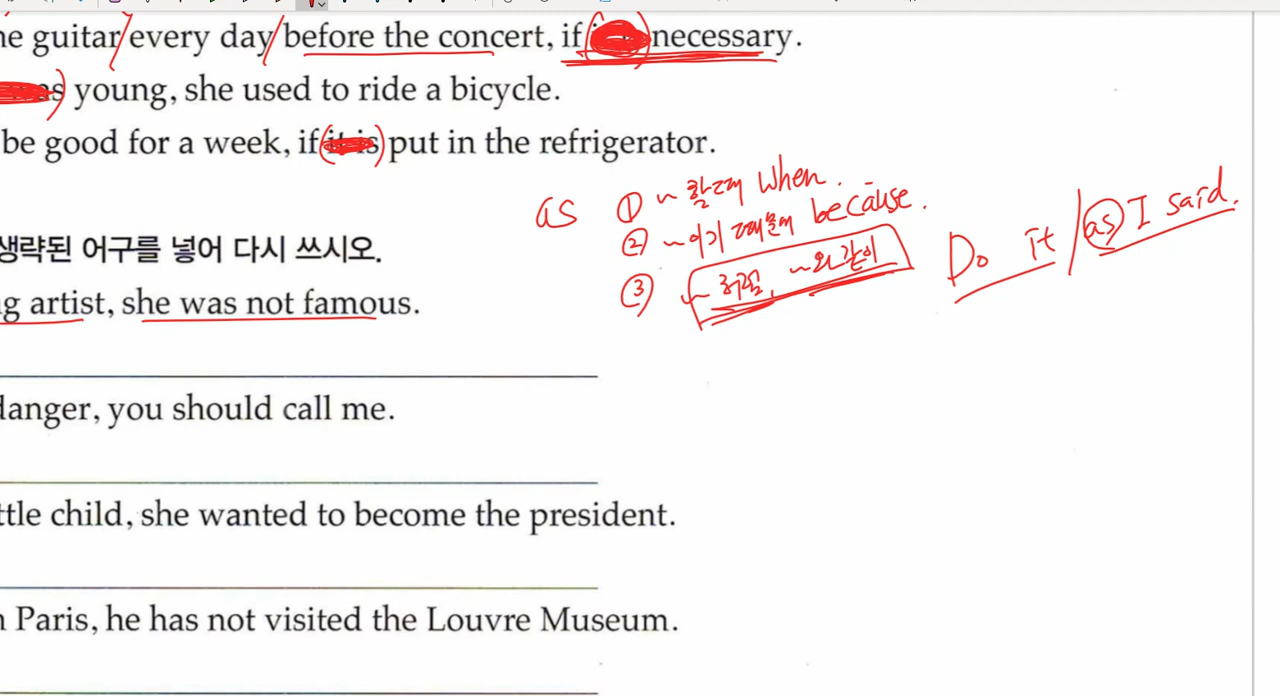 ne guitar every day before the concert, if necessary.
as young, she used to ride a bicycle.
be good for a week, if it is put in the refrigerator.
as ① ~할때 when.
② ~이기 때문에 because.
③ ~처럼, ~와 같이
Do it / as I said.
생략된 어구를 넣어 다시 쓰시오.
g artist, she was not famous.
danger, you should call me.
ttle child, she wanted to become the president.
n Paris, he has not visited the Louvre Museum.